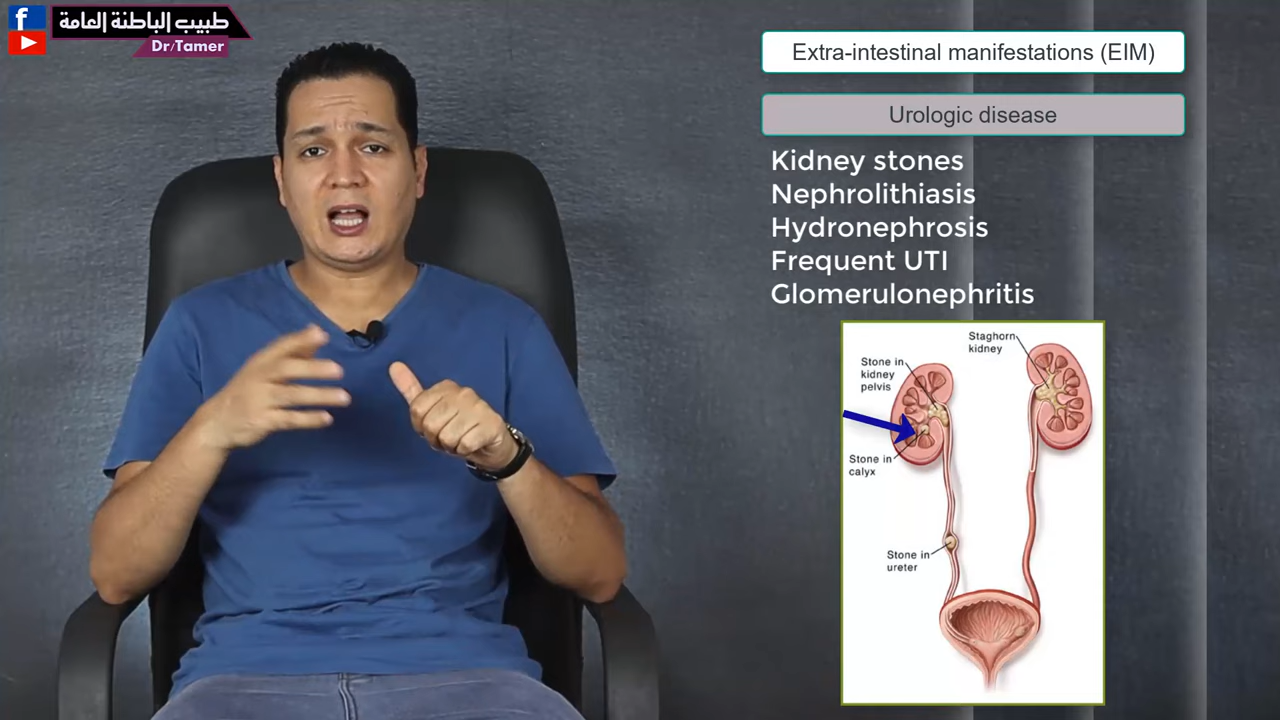 f
طبيب الباطنة العامة
Dr/Tamer
Extra-intestinal manifestations (EIM)
Urologic disease
Kidney stones
Nephrolithiasis
Hydronephrosis
Frequent UTI
Glomerulonephritis
Staghorn
kidney
Stone in
kidney
pelvis
Stone in
calyx
Stone in
ureter